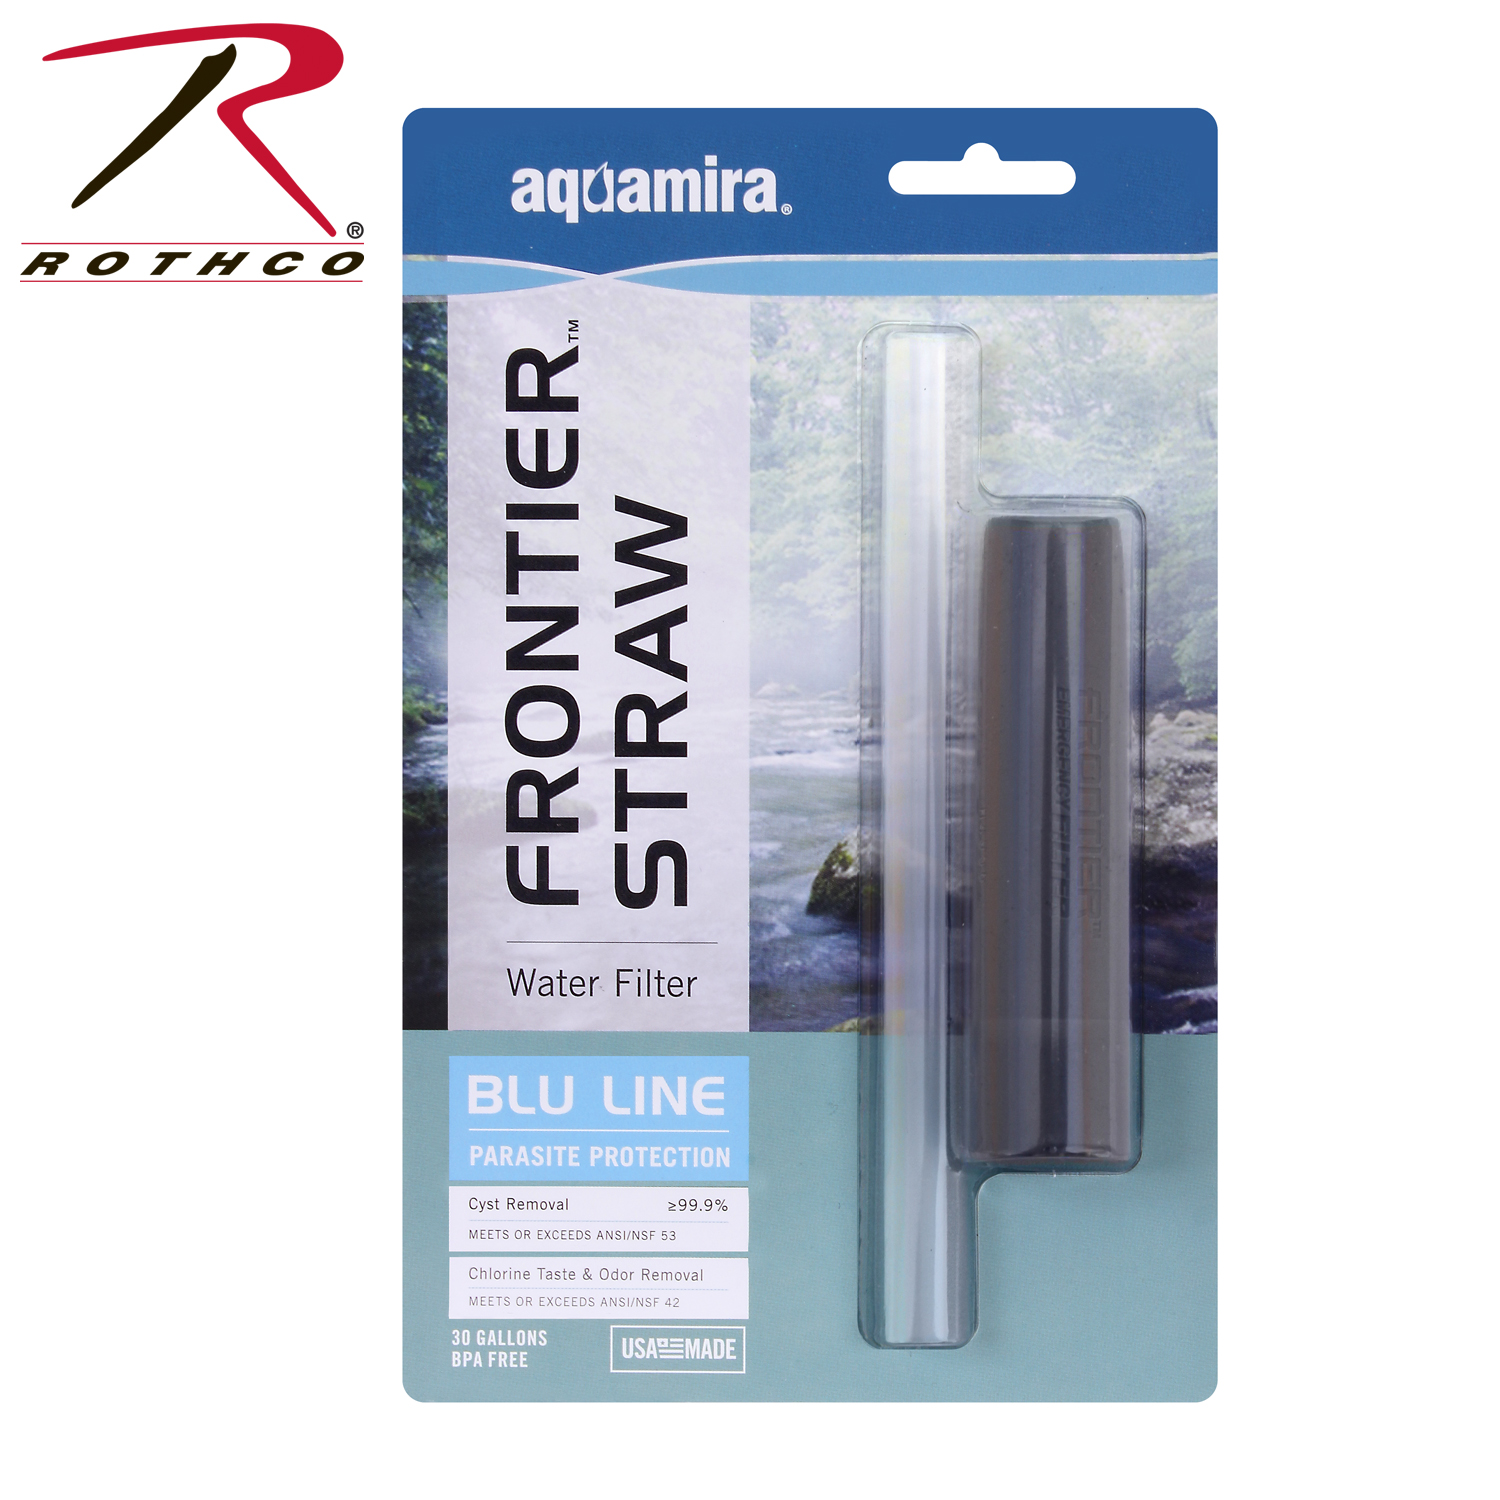 ROTHCO®
aquamira®
FRONTIER™
STRAW
Water Filter
FRONTIER™
EMERGENCY FILTER
BLU LINE
PARASITE PROTECTION
Cyst Removal ≥99.9%
MEETS OR EXCEEDS ANSI/NSF 53
Chlorine Taste & Odor Removal
MEETS OR EXCEEDS ANSI/NSF 42
30 GALLONS
BPA FREE
USA MADE